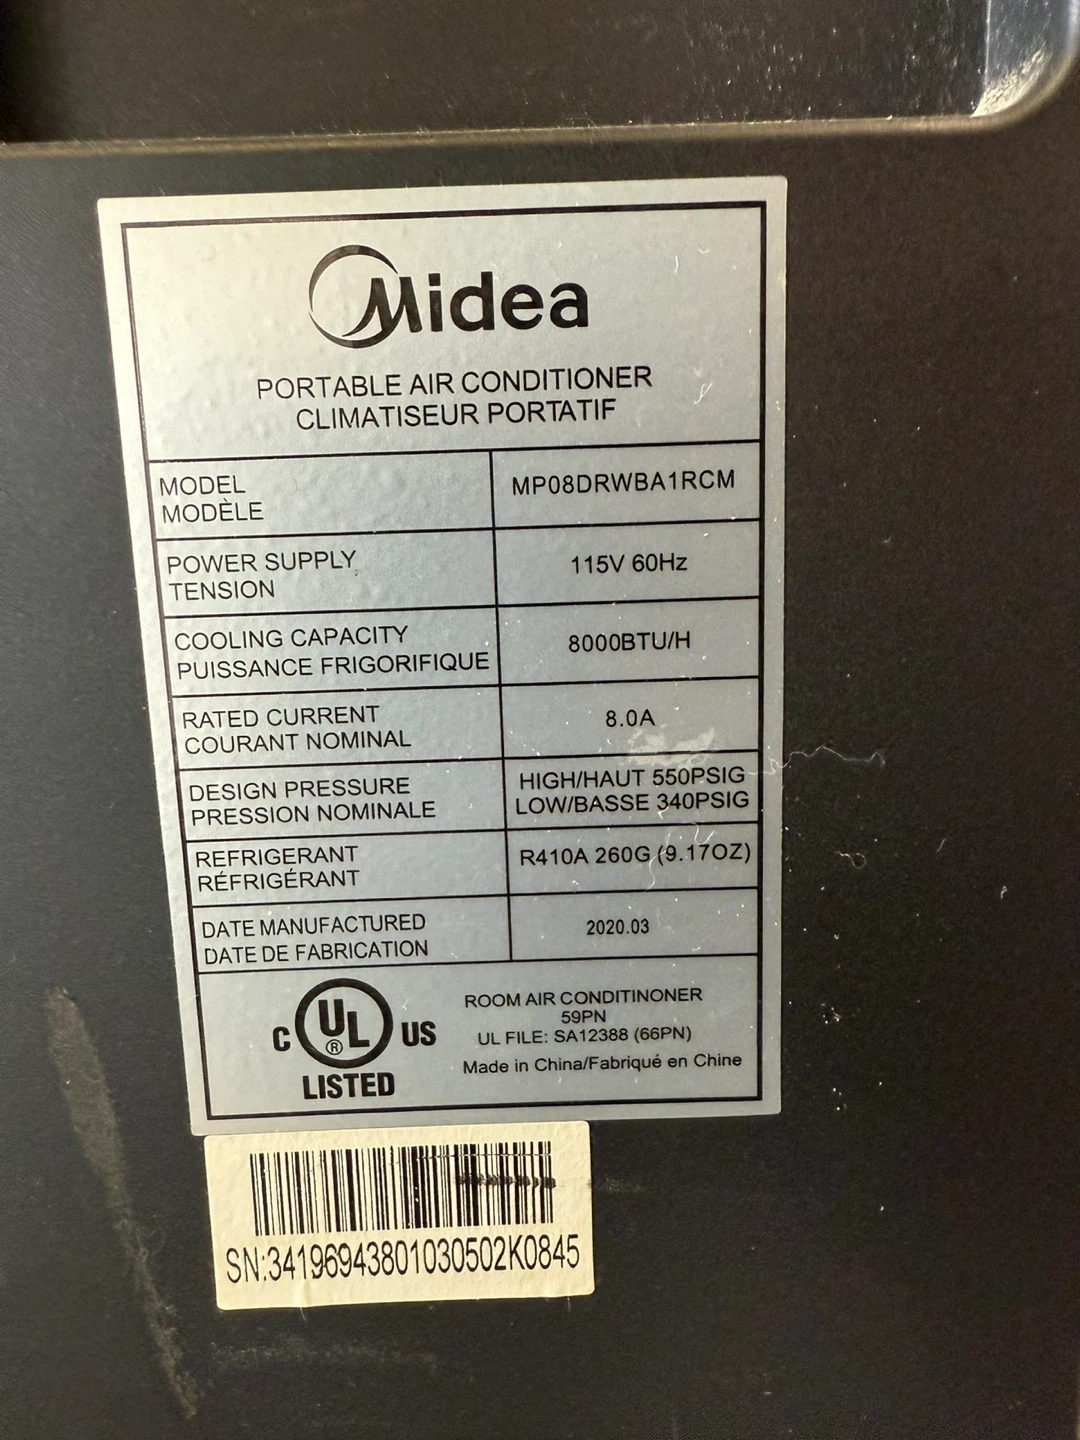 Midea
PORTABLE AIR CONDITIONER
CLIMATISEUR PORTATIF
MODEL
MODÈLE
MP08DRWBA1RCM
POWER SUPPLY
TENSION
115V 60Hz
COOLING CAPACITY
PUISSANCE FRIGORIFIQUE
8000BTU/H
RATED CURRENT
COURANT NOMINAL
8.0A
DESIGN PRESSURE
PRESSION NOMINALE
HIGH/HAUT 550PSIG
LOW/BASSE 340PSIG
REFRIGERANT
RÉFRIGÉRANT
R410A 260G (9.17OZ)
DATE MANUFACTURED
DATE DE FABRICATION
2020.03
C UL ® US
LISTED
ROOM AIR CONDITINONER
59PN
UL FILE: SA12388 (66PN)
Made in China/Fabriqué en Chine
SN:34196943801030502K0845